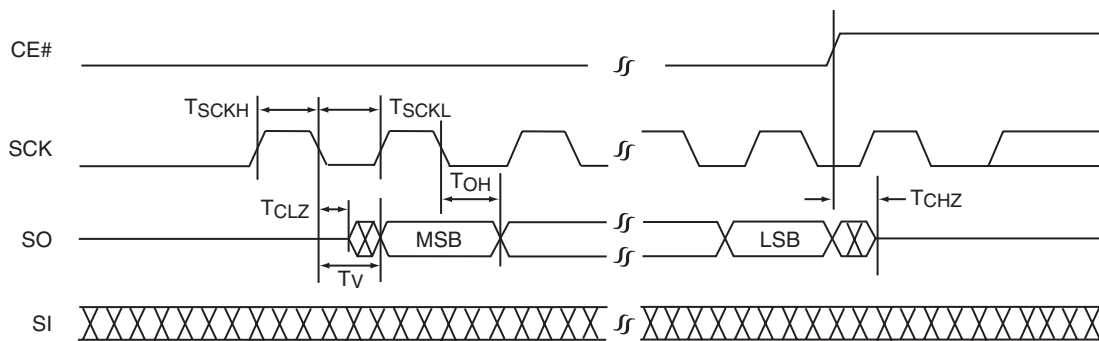 CE#
TSCKH
TSCKL
SCK
TOH
TCLZ
TCHZ
SO
MSB
LSB
TV
SI